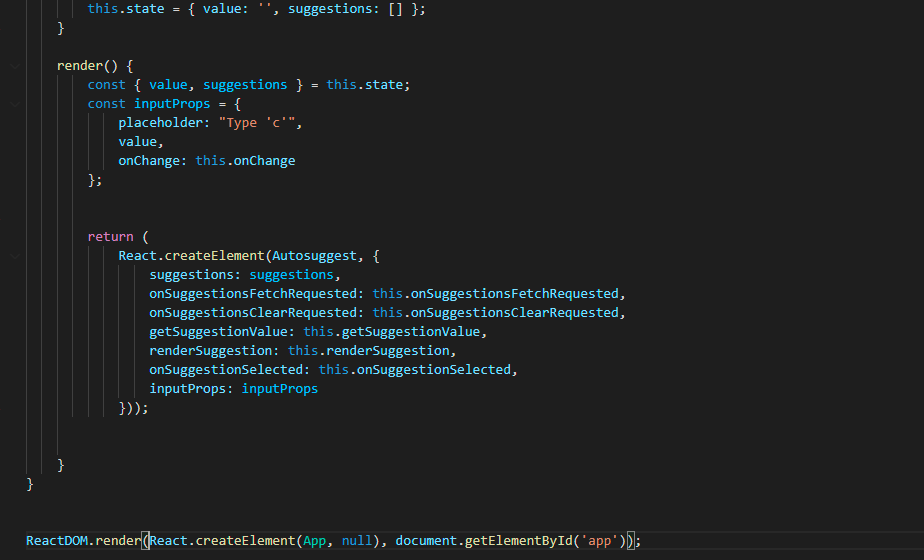 this.state = { value: '', suggestions: [] };
}
render() {
const { value, suggestions } = this.state;
const inputProps = {
placeholder: "Type 'c'",
value,
onChange: this.onChange
};
return (
React.createElement(Autosuggest, {
suggestions: suggestions,
onSuggestionsFetchRequested: this.onSuggestionsFetchRequested,
onSuggestionsClearRequested: this.onSuggestionsClearRequested,
getSuggestionValue: this.getSuggestionValue,
renderSuggestion: this.renderSuggestion,
onSuggestionSelected: this.onSuggestionSelected,
inputProps: inputProps
}));
}
}
ReactDOM.render(React.createElement(App, null), document.getElementById('app'));